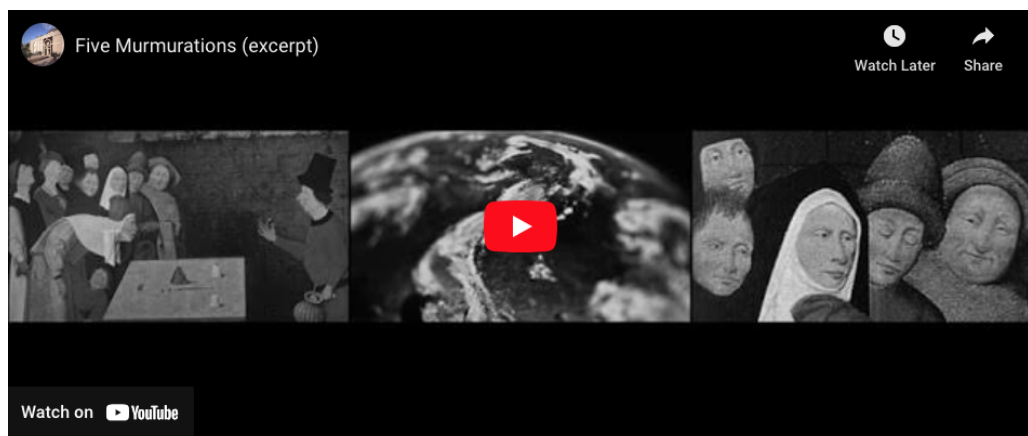 Five Murmurations (excerpt)
Watch Later
Share
Watch on YouTube